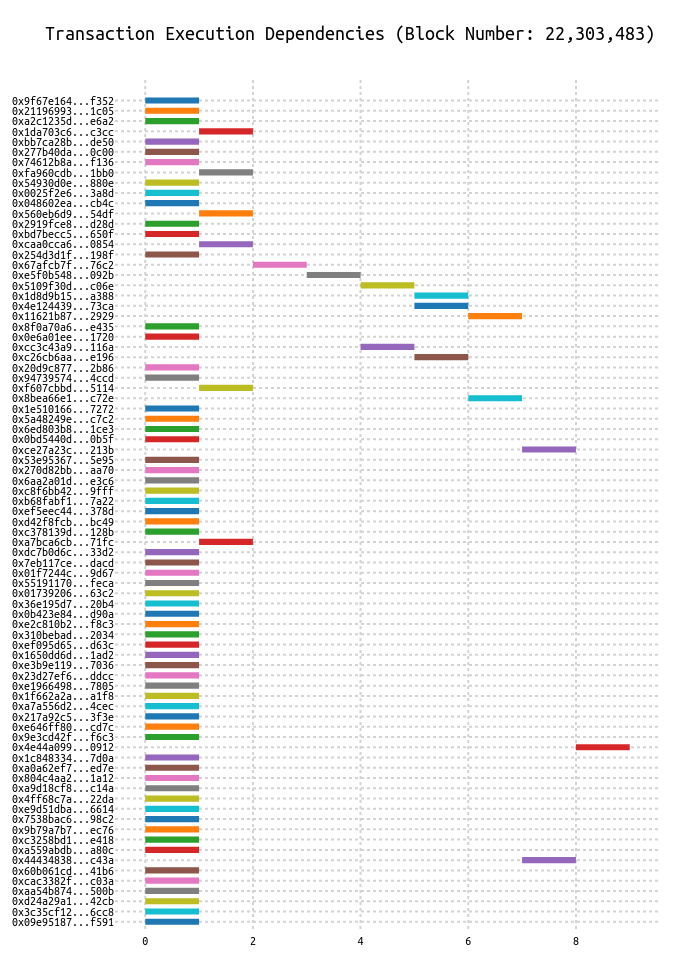 Transaction Execution Dependencies (Block Number: 22,303,483)
0x9f67e164...f352
0x21196993...1c05
0xa2c1235d...e6a2
0x1da703c6...c3cc
0xbb7ca28b...de50
0x277b40da...0c00
0x74612b8a...f136
0xfa960cdb...1bb0
0x54930d0e...880e
0x0025f2e6...3a8d
0x048602ea...cb4c
0x560eb6d9...54df
0x2919fce8...d28d
0xbd7becc5...650f
0xcaa0cca6...0854
0x254d3d1f...198f
0x67afcb7f...76c2
0xe5f0b548...092b
0x5109f30d...c06e
0x1d8d9b15...a388
0x4e124439...73ca
0x11621b87...2929
0x8f0a70a6...e435
0x0e6a01ee...1720
0xcc3c43a9...116a
0xc26cb6aa...e196
0x20d9c877...2b86
0x94739574...4ccd
0xf607cbbd...5114
0x8bea66e1...c72e
0x1e510166...7272
0x5a48249e...c7c2
0x6ed803b8...1ce3
0x0bd5440d...0b5f
0xce27a23c...213b
0x53e95367...5e95
0x270d82bb...aa70
0x6aa2a01d...e3c6
0xc8f6bb42...9fff
0xb68fabf1...7a22
0xef5eec44...378d
0xd42f8fcb...bc49
0xc378139d...128b
0xa7bca6cb...71fc
0xdc7b0d6c...33d2
0x7eb117ce...dacd
0x01f7244c...9d67
0x55191170...feca
0x01739206...63c2
0x36e195d7...20b4
0x0b423e84...d90a
0xe2c810b2...f8c3
0x310bebad...2034
0xef095d65...d63c
0x1650dd6d...1ad2
0xe3b9e119...7036
0x23d27ef6...ddcc
0xe1966498...7805
0x1f662a2a...a1f8
0xa7a556d2...4cec
0x217a92c5...3f3e
0xe646ff80...cd7c
0x9e3cd42f...f6c3
0x4e44a099...0912
0x1c848334...7d0a
0xa0a62ef7...ed7e
0x804c4aa2...1a12
0xa9d18cf8...c14a
0x4ff68c7a...22da
0xe9d51dba...6614
0x7538bac6...98c2
0x9b79a7b7...ec76
0xc3258bd1...e418
0xa559abdb...a80c
0x44434838...c43a
0x60b061cd...41b6
0xcac3382f...c03a
0xaa54b874...500b
0xd24a29a1...42cb
0x3c35cf12...6cc8
0x09e95187...f591
0 2 4 6 8